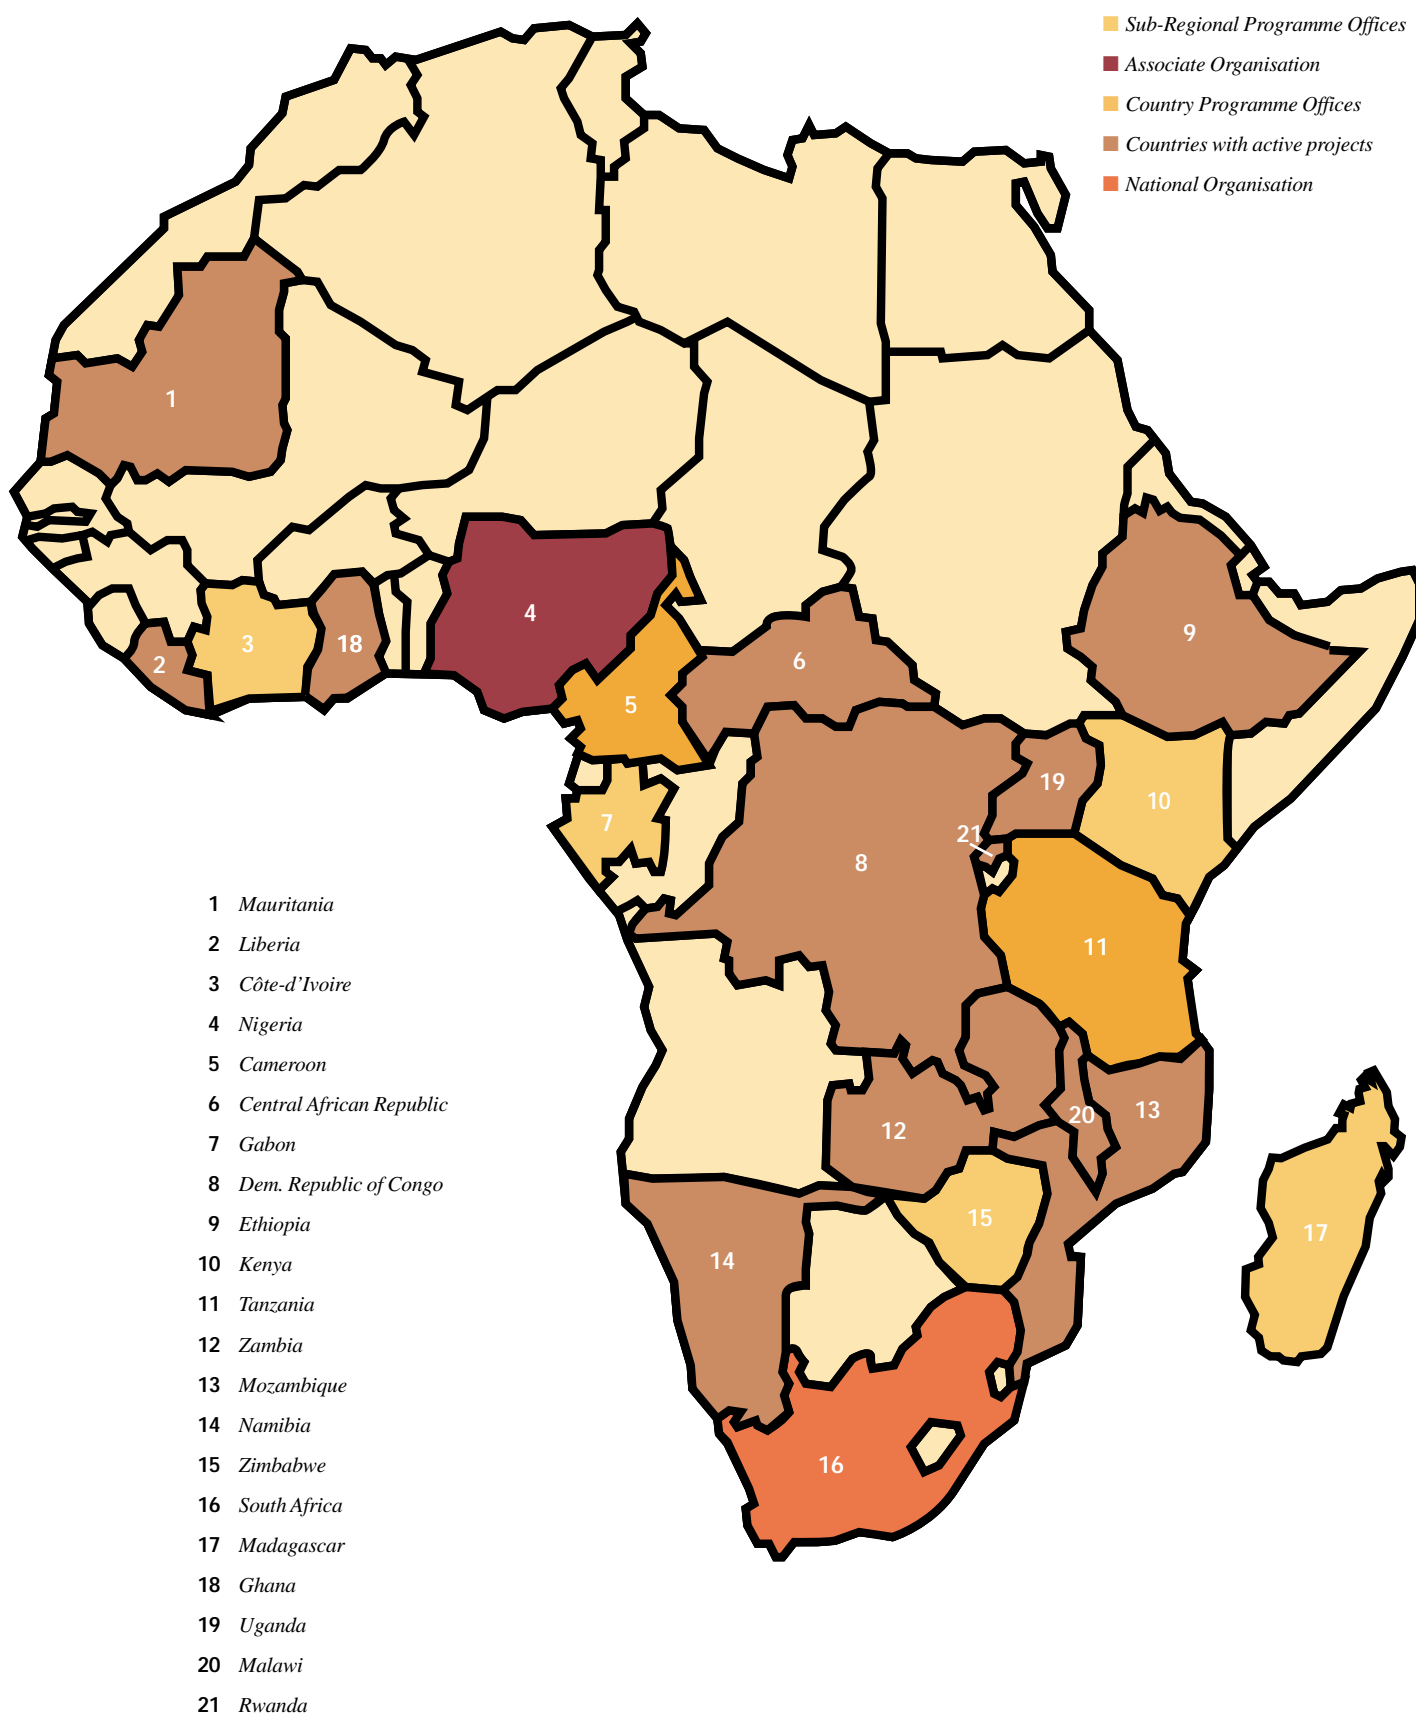 Sub-Regional Programme Offices
Associate Organisation
Country Programme Offices
Countries with active projects
National Organisation
1
4
2
3
18
5
6
9
7
8
21
19
10
11
12
20
13
14
15
17
16
1 Mauritania
2 Liberia
3 Côte-d'Ivoire
4 Nigeria
5 Cameroon
6 Central African Republic
7 Gabon
8 Dem. Republic of Congo
9 Ethiopia
10 Kenya
11 Tanzania
12 Zambia
13 Mozambique
14 Namibia
15 Zimbabwe
16 South Africa
17 Madagascar
18 Ghana
19 Uganda
20 Malawi
21 Rwanda